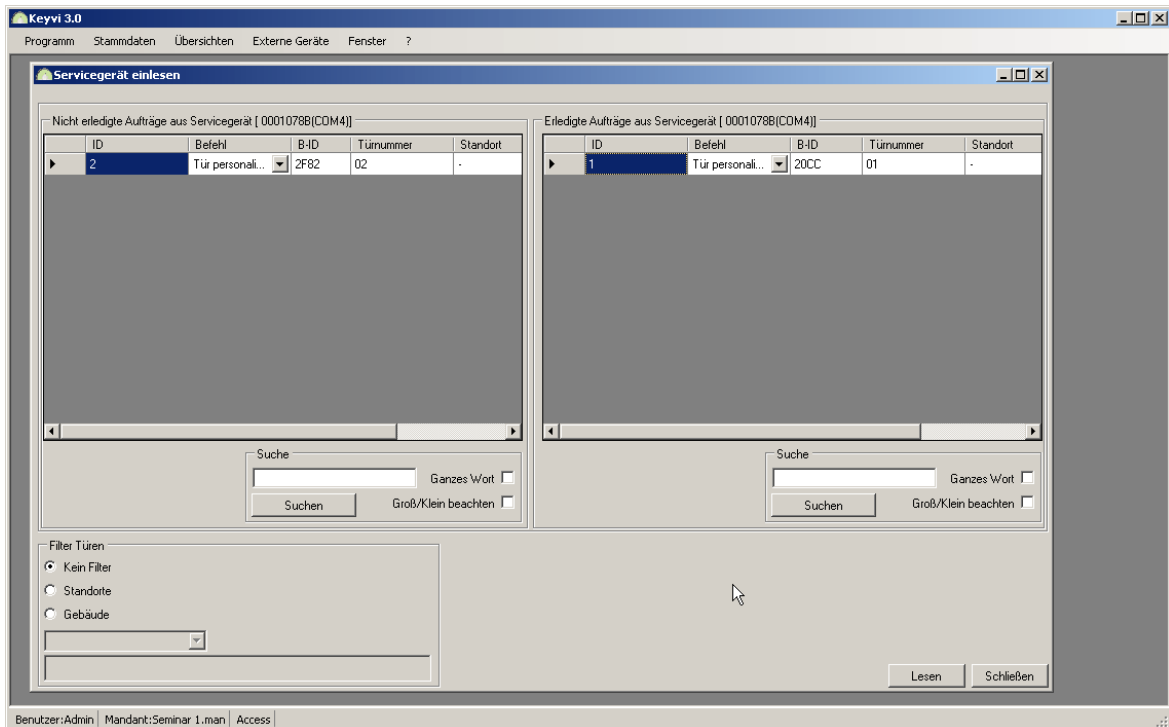 Keyvi 3.0
Programm Stammdaten Übersichten Externe Geräte Fenster ?
Servicegerät einlesen
Nicht erledigte Aufträge aus Servicegerät [ 0001078B(COM4)]
ID Befehl B-ID Türnummer Standort
2 Tür personali... 2F82 02 -
Suche
Ganzes Wort
Suchen Groß/Klein beachten
Erledigte Aufträge aus Servicegerät [ 0001078B(COM4)]
ID Befehl B-ID Türnummer Standort
1 Tür personali... 20CC 01 -
Suche
Ganzes Wort
Suchen Groß/Klein beachten
Filter Türen
Kein Filter
Standorte
Gebäude
Lesen Schließen
Benutzer:Admin Mandant:Seminar 1.man Access